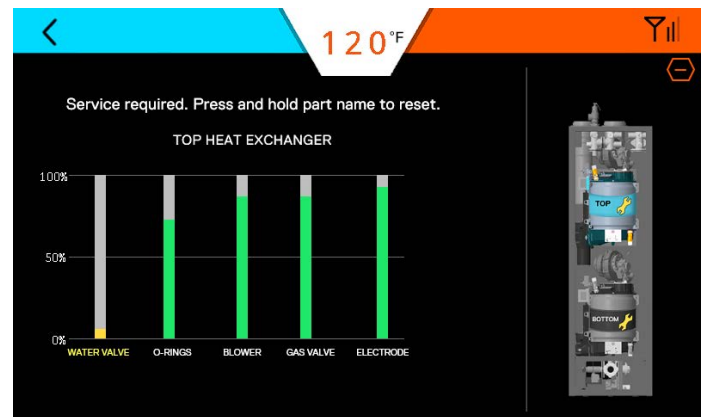 120°F
Service required. Press and hold part name to reset.
TOP HEAT EXCHANGER
100%
50%
0%
WATER VALVE O-RINGS BLOWER GAS VALVE ELECTRODE
TOP
BOTTOM